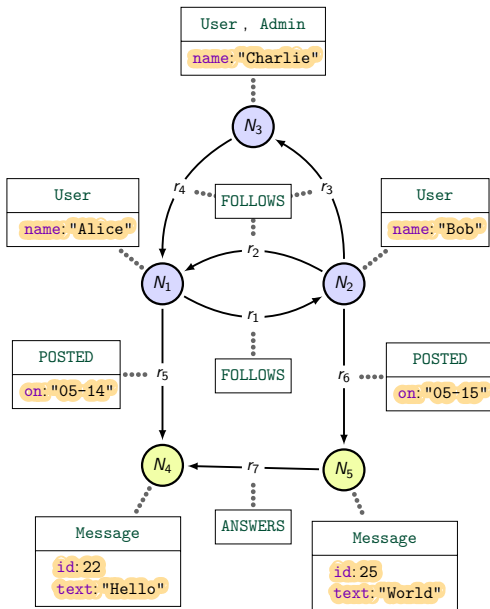 User , Admin
name: "Charlie"
N3
r4
r3
User
name: "Alice"
FOLLOWS
User
name: "Bob"
r2
N1
N2
r1
POSTED
on: "05-14"
r5
FOLLOWS
r6
POSTED
on: "05-15"
N4
r7
N5
Message
id: 22
text: "Hello"
ANSWERS
Message
id: 25
text: "World"